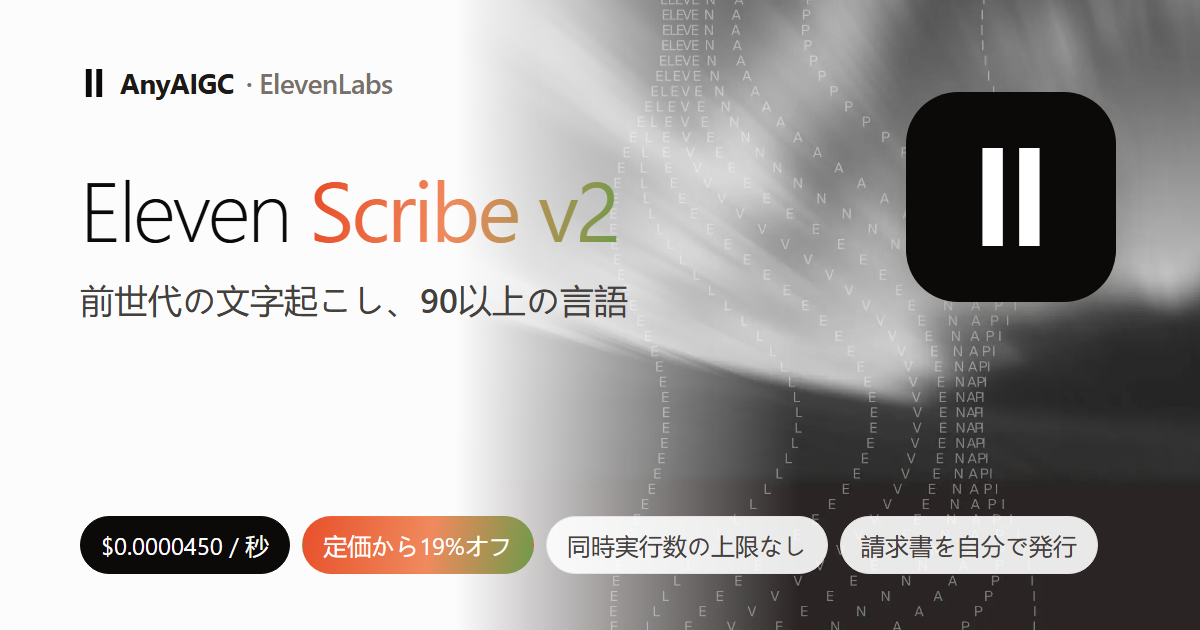 AnyAIGC · ElevenLabs
Eleven Scribe v2
前世代の文字起こし、90以上の言語
$0.0000450 / 秒
定価から19%オフ
同時実行数の上限なし
請求書を自分で発行